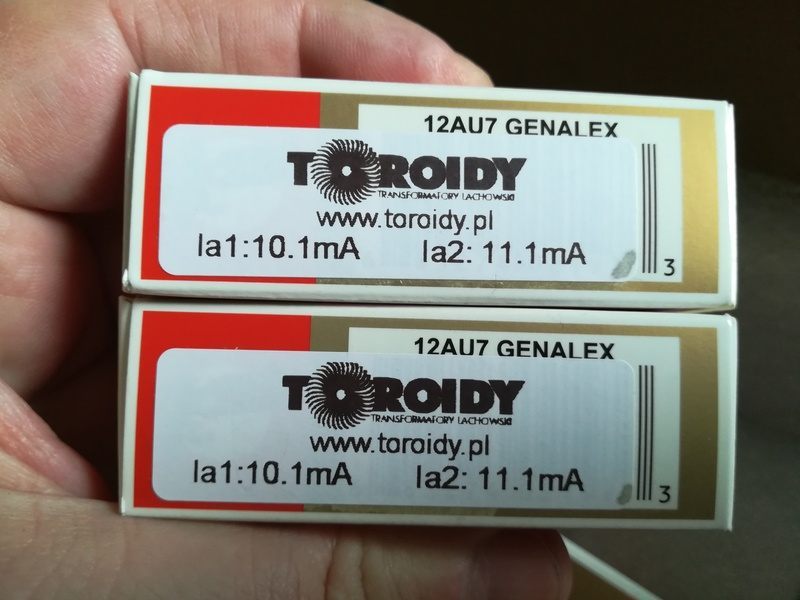 12AU7 GENALEX
TOROIDY
TRANSFORMATORY LACHOWSKI
www.toroidy.pl
Ia1:10.1mA Ia2: 11.1mA
3
12AU7 GENALEX
TOROIDY
TRANSFORMATORY LACHOWSKI
www.toroidy.pl
Ia1:10.1mA Ia2: 11.1mA
3